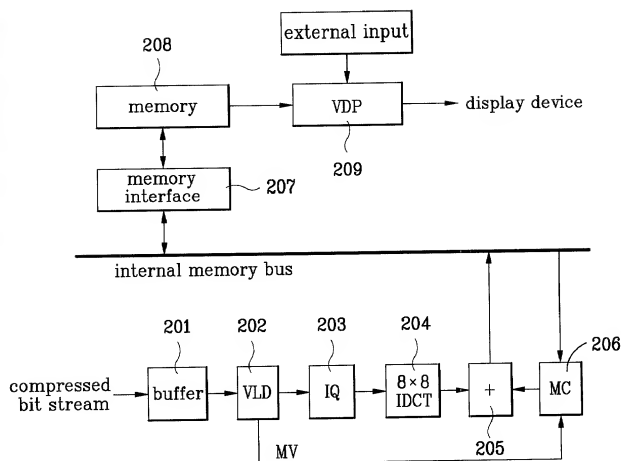 external input
208
memory
VDP
display device
209
memory
interface
207
internal memory bus
201
202
203
204
206
compressed
bit stream
buffer
VLD
IQ
8×8
IDCT
+
MC
205
MV